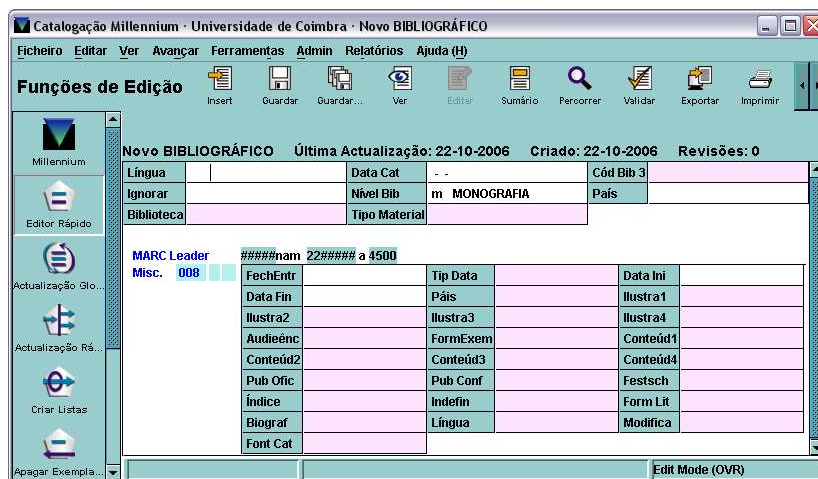 Catalogação Millennium · Universidade de Coimbra · Novo BIBLIOGRÁFICO
Ficheiro Editar Ver Avançar Ferramentas Admin Relatórios Ajuda (H)
Funções de Edição
Insert Guardar Guardar... Ver Editar Sumário Percorrer Validar Exportar Imprimir
Millennium
Editor Rápido
Actualização Glo...
Actualização Rá...
Criar Listas
Apagar Exempla...
Novo BIBLIOGRÁFICO Última Actualização: 22-10-2006 Criado: 22-10-2006 Revisões: 0
Língua Data Cat - - Cód Bib 3
Ignorar Nível Bib m MONOGRAFIA País
Biblioteca Tipo Material
MARC Leader #####nam 22##### a 4500
Misc. 008 FechEntr Tip Data Data Ini
Data Fin Páis Ilustra1
Ilustra2 Ilustra3 Ilustra4
Audieénc FormExem Conteúd1
Conteúd2 Conteúd3 Conteúd4
Pub Ofic Pub Conf Festsch
Índice Indefin Form Lit
Biograf Língua Modifica
Font Cat
Edit Mode (OVR)